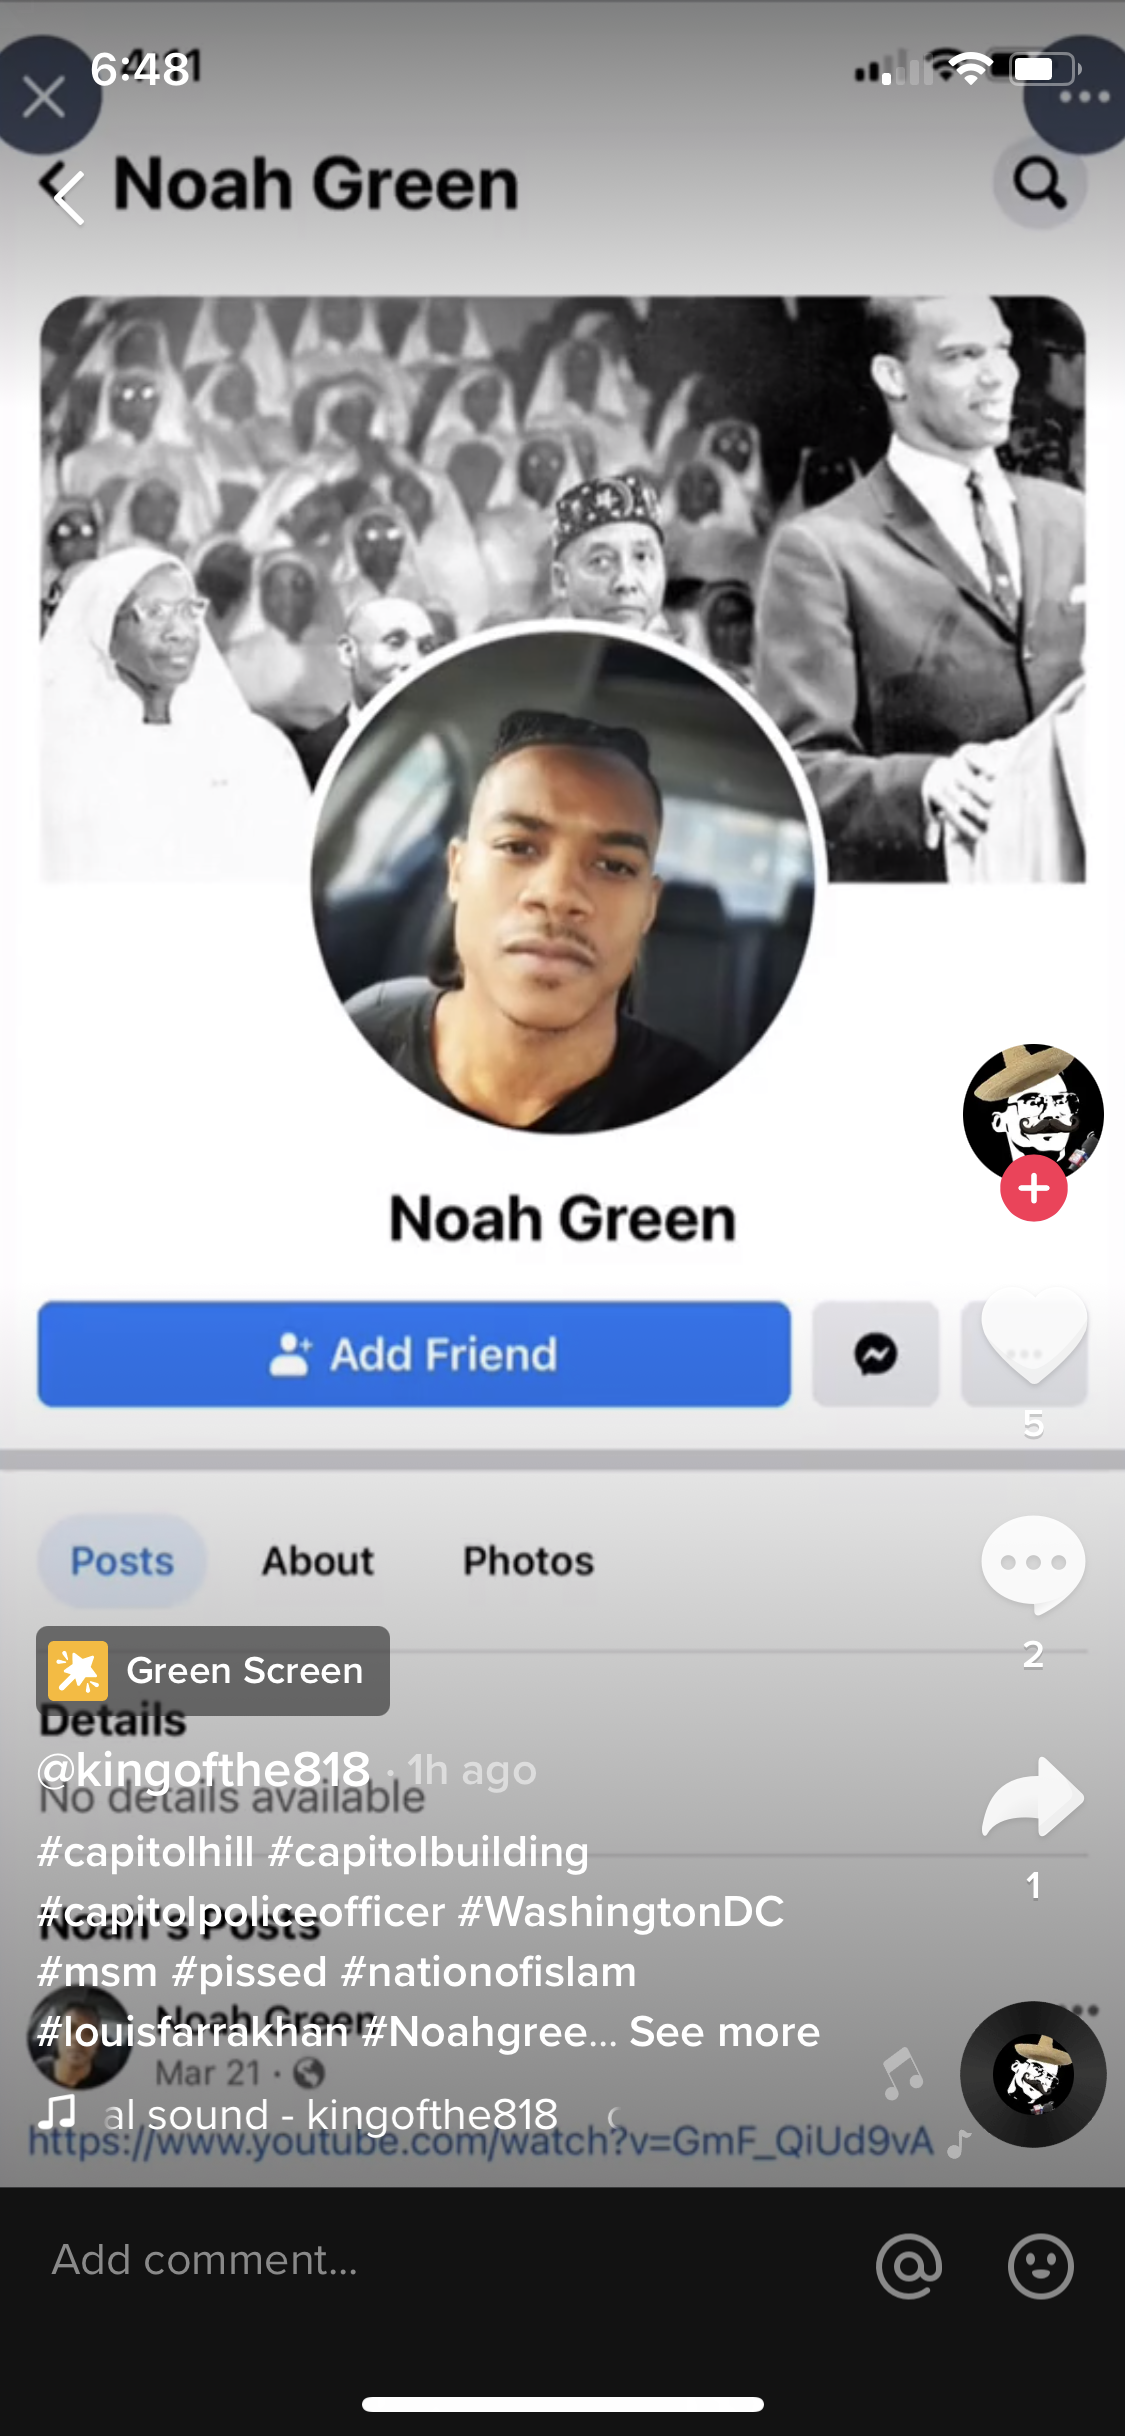 6:48
Noah Green
Noah Green
Add Friend
5
Posts About Photos
2
Green Screen
Details
@kingofthe818 · 1h ago
No details available
#capitolhill #capitolbuilding
1
#capitolpoliceofficer #WashingtonDC
Noah's Posts
#msm #pissed #nationofislam
Noah Green
#louisfarrakhan #Noahgree... See more
Mar 21 ·
al sound - kingofthe818
https://www.youtube.com/watch?v=GmF_QiUd9vA
Add comment...